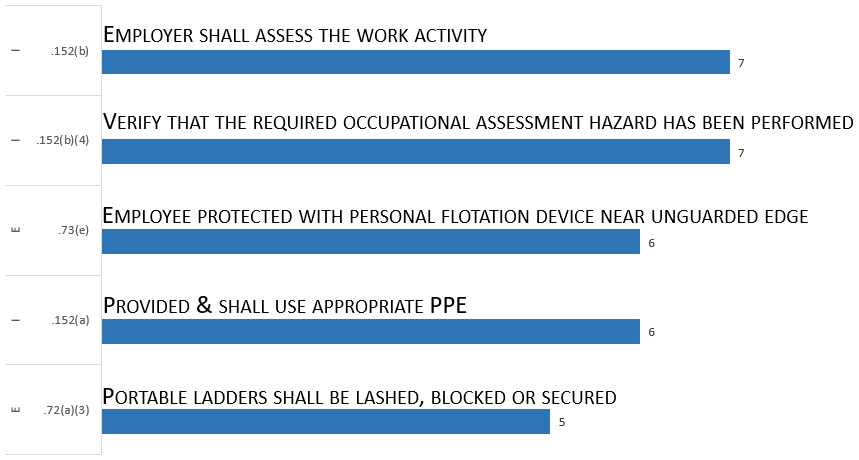 EMPLOYER SHALL ASSESS THE WORK ACTIVITY
I .152(b) 7
VERIFY THAT THE REQUIRED OCCUPATIONAL ASSESSMENT HAZARD HAS BEEN PERFORMED
I .152(b)(4) 7
EMPLOYEE PROTECTED WITH PERSONAL FLOTATION DEVICE NEAR UNGUARDED EDGE
E .73(e) 6
PROVIDED & SHALL USE APPROPRIATE PPE
I .152(a) 6
PORTABLE LADDERS SHALL BE LASHED, BLOCKED OR SECURED
E .72(a)(3) 5